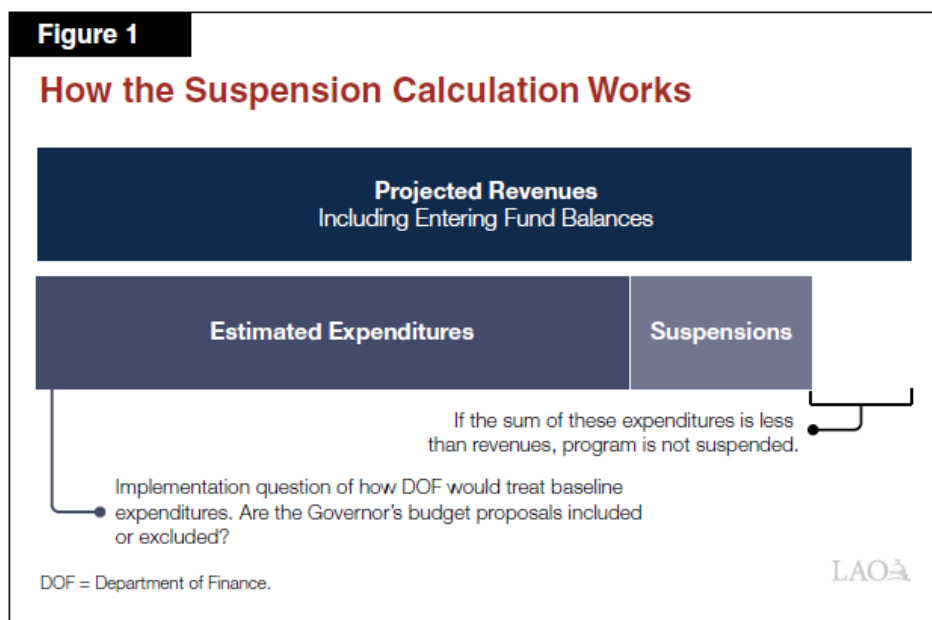 Figure 1
How the Suspension Calculation Works
Projected Revenues
Including Entering Fund Balances
Estimated Expenditures
Suspensions
If the sum of these expenditures is less
than revenues, program is not suspended.
Implementation question of how DOF would treat baseline
expenditures. Are the Governor's budget proposals included
or excluded?
DOF = Department of Finance.
LAO